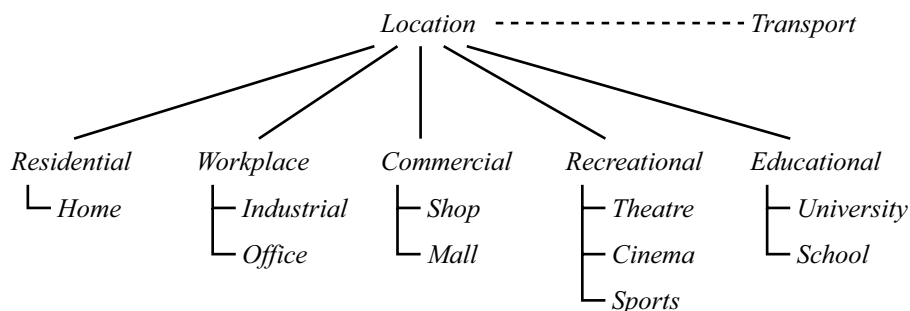 Location Transport
Residential Workplace Commercial Recreational Educational
Home Industrial Shop Theatre University
Office Mall Cinema School
Sports